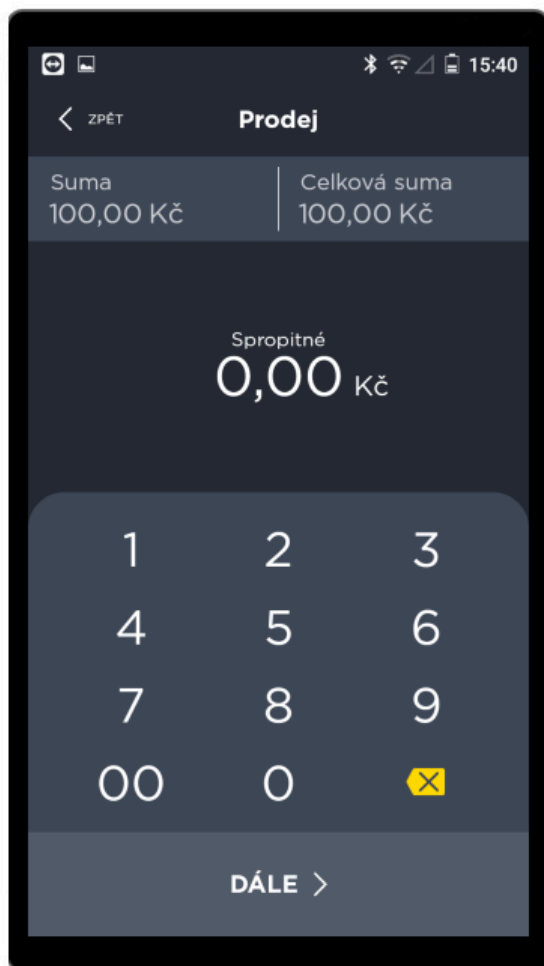 15:40
ZPĚT Prodej
Suma Celková suma
100,00 Kč 100,00 Kč
Spropitné
0,00 Kč
1 2 3
4 5 6
7 8 9
00 0
DÁLE